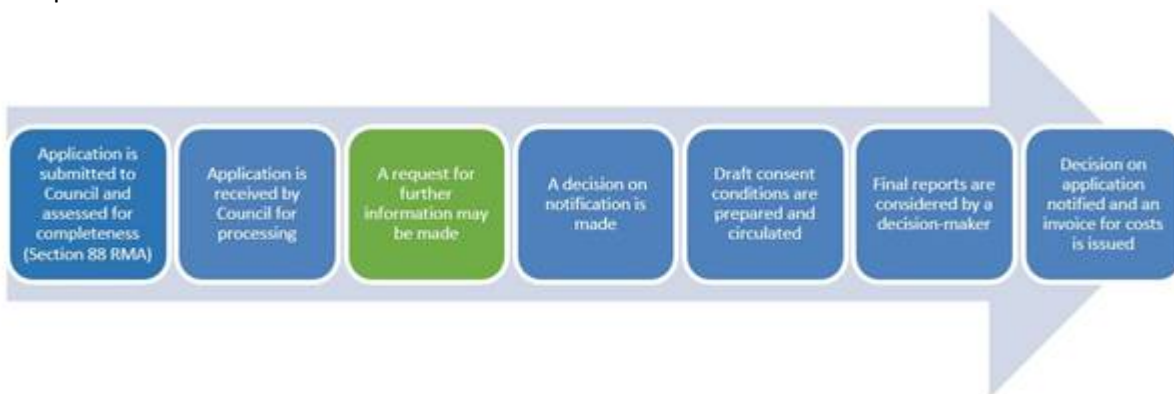 Application is
submitted to
Council and
assessed for
completeness
(Section 88 RMA)
Application is
received by
Council for
processing
A request for
further
information may
be made
A decision on
notification is
made
Draft consent
conditions are
prepared and
circulated
Final reports are
considered by a
decision-maker
Decision on
application
notified and an
invoice for costs
is issued